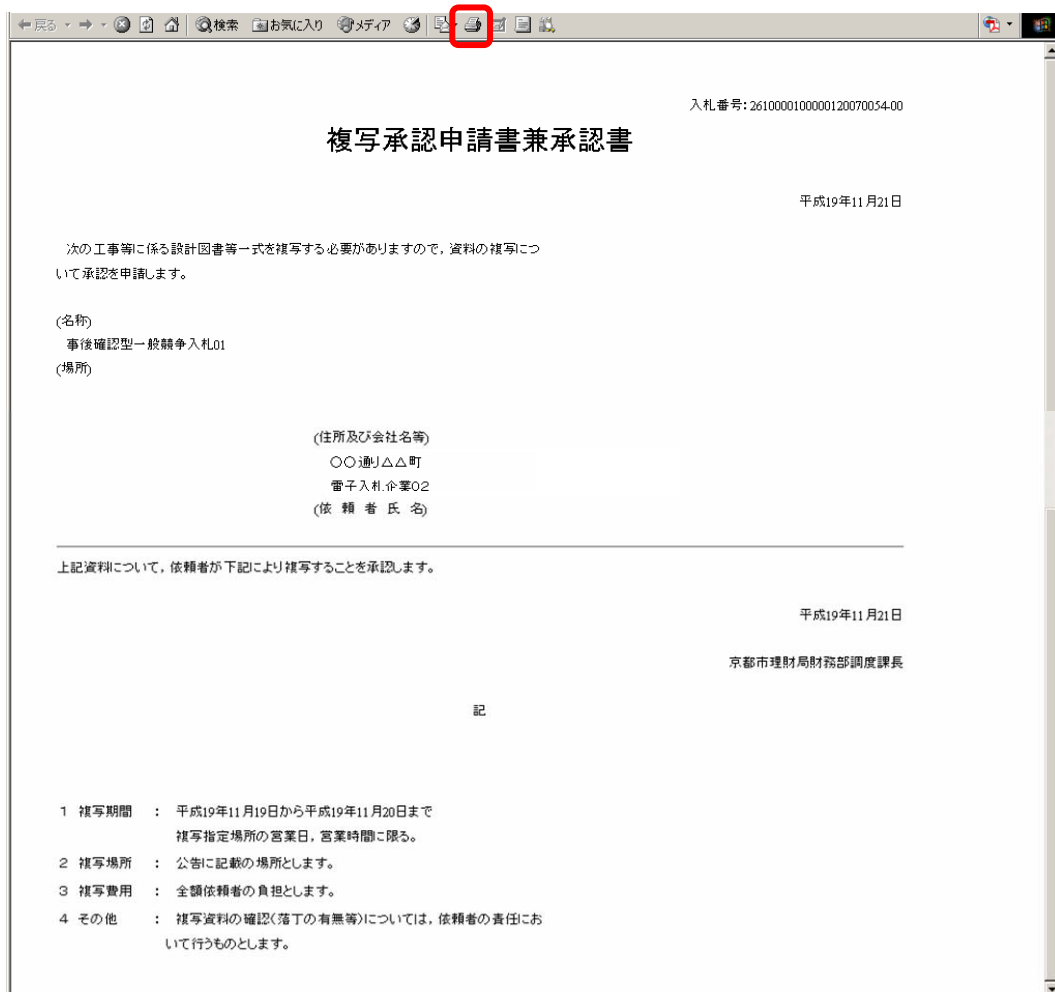 戻る
検索 お気に入り メディア
入札番号:2610000100000120070054-00
複写承認申請書兼承認書
平成19年11月21日
次の工事等に係る設計図書等一式を複写する必要がありますので,資料の複写につ
いて承認を申請します。
(名称)
事後確認型一般競争入札01
(場所)
(住所及び会社名等)
〇〇通り△△町
電子入札企業02
(依 頼 者 氏 名)
上記資料について,依頼者が下記により複写することを承認します。
平成19年11月21日
京都市理財局財務部調度課長
記
1 複写期間 : 平成19年11月19日から平成19年11月20日まで
複写指定場所の営業日,営業時間に限る。
2 複写場所 : 公告に記載の場所とします。
3 複写費用 : 全額依頼者の負担とします。
4 その他 : 複写資料の確認(落丁の有無等)については,依頼者の責任にお
いて行うものとします。